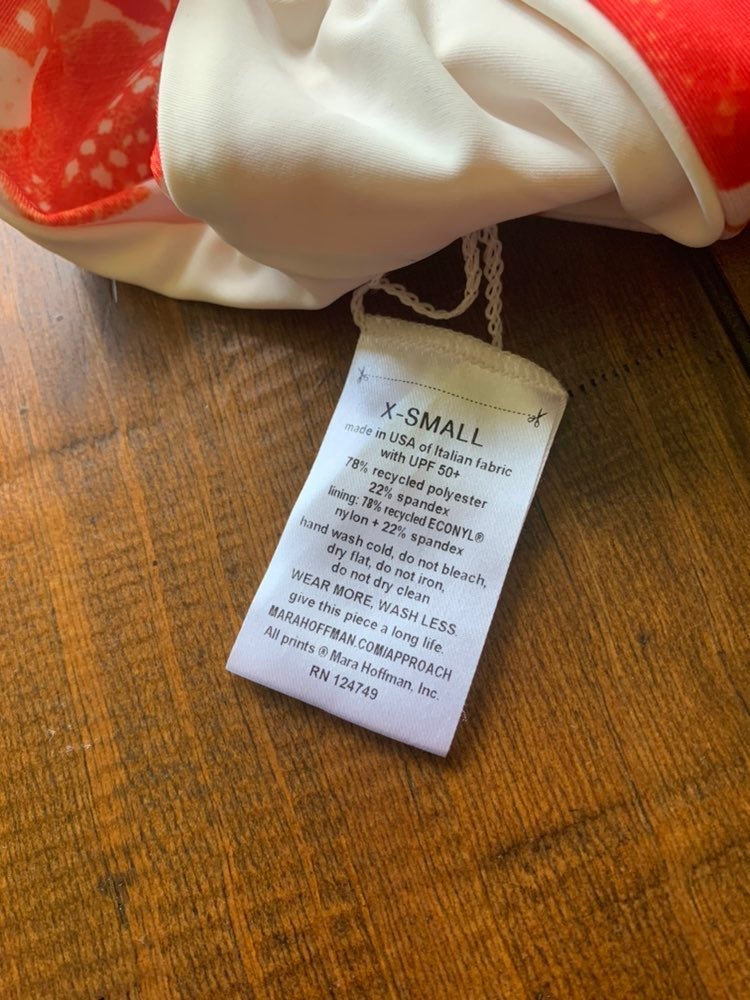 X-SMALL
made in USA of Italian fabric
with UPF 50+
78% recycled polyester
22% spandex
lining: 78% recycled ECONYL®
nylon + 22% spandex
hand wash cold, do not bleach,
dry flat, do not iron,
do not dry clean
WEAR MORE, WASH LESS.
give this piece a long life.
MARAHOFFMAN.COM/APPROACH
All prints ® Mara Hoffman, Inc.
RN 124749